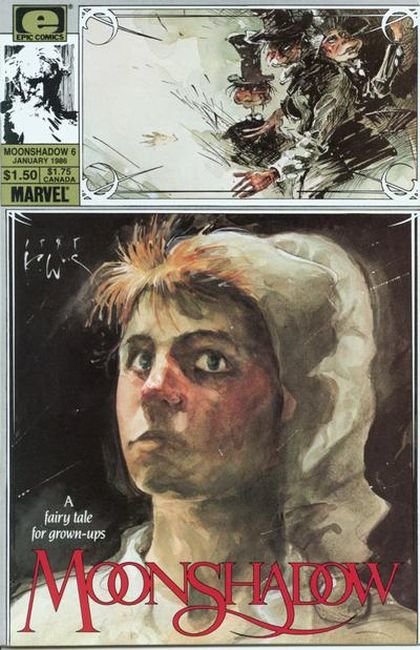 e
EPIC COMICS
MOONSHADOW 6
JANUARY 1986
$1.50
$1.75
CANADA
MARVEL
A
fairy tale
for grown-ups
MOONSHADOW